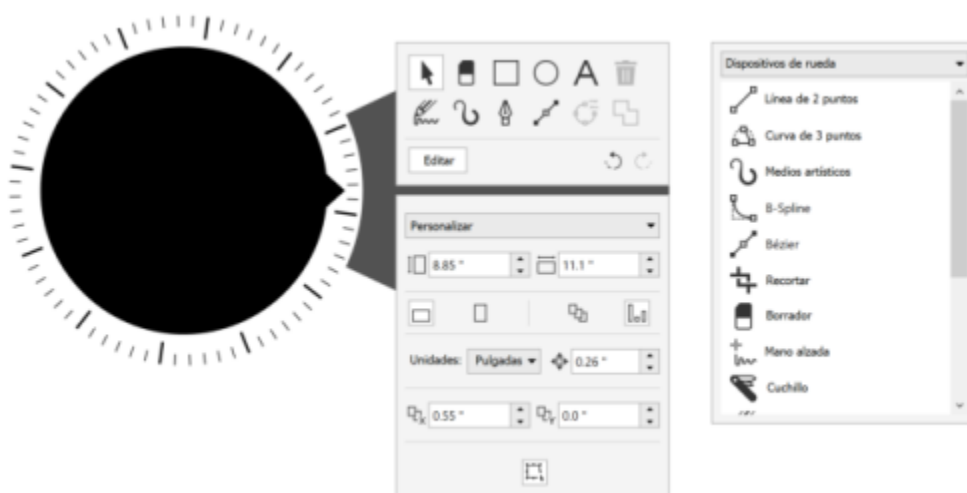 A
Editar
Personalizar
8.85 "
11.1 "
Unidades:
Pulgadas
0.26 "
X
0.55 "
Y
0.0 "
Dispositivos de rueda
Línea de 2 puntos
Curva de 3 puntos
Medios artísticos
B-Spline
Bézier
Recortar
Borrador
Mano alzada
Cuchillo